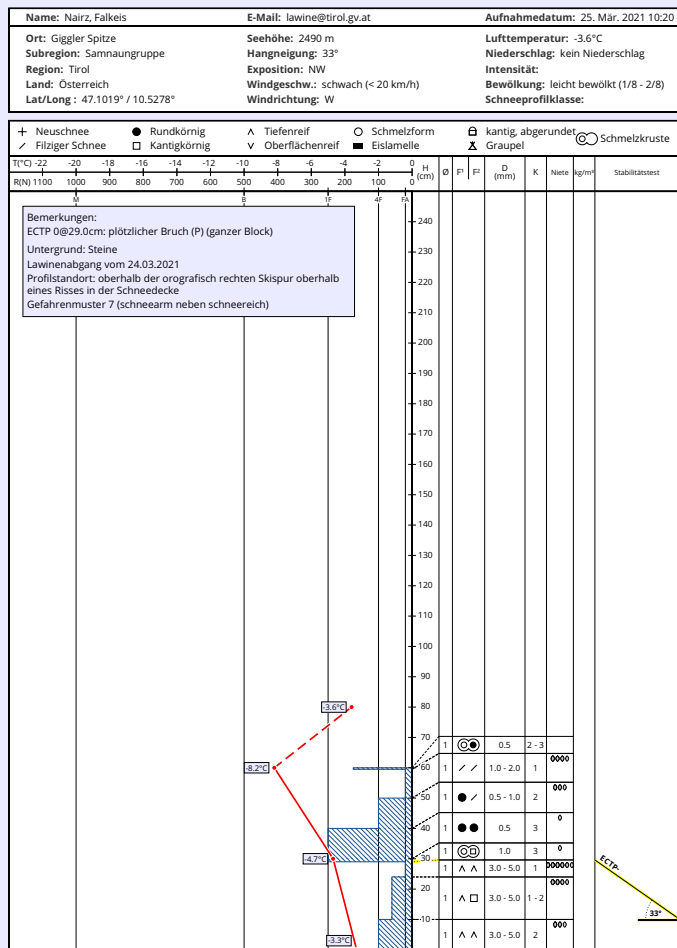 Name: Nairz, Falkeis E-Mail: lawine@tirol.gv.at Aufnahmedatum: 25. Mär. 2021 10:20
Ort: Giggler Spitze Seehöhe: 2490 m Lufttemperatur: -3.6°C
Subregion: Samnaungruppe Hangneigung: 33° Niederschlag: kein Niederschlag
Region: Tirol Exposition: NW Intensität:
Land: Österreich Windgeschw.: schwach (< 20 km/h) Bewölkung: leicht bewölkt (1/8 - 2/8)
Lat/Long : 47.1019° / 10.5278° Windrichtung: W Schneeprofilklasse:
Neuschnee Rundkörnig Tiefenreif Schmelzform kantig, abgerundet Schmelzkruste
Filziger Schnee Kantigkörnig Oberflächenreif Eislamelle Graupel
T(°C) -22 -20 -18 -16 -14 -12 -10 -8 -6 -4 -2 0 H (cm) Ø F¹ F² D (mm) K Niete kg/m³ Stabilitätstest
R(N) 1100 1000 900 800 700 600 500 400 300 200 100 0
M B 1F 4F FA
Bemerkungen:
ECTP 0@29.0cm: plötzlicher Bruch (P) (ganzer Block)
Untergrund: Steine
Lawinenabgang vom 24.03.2021
Profilstandort: oberhalb der orografisch rechten Skispur oberhalb
eines Risses in der Schneedecke
Gefahrenmuster 7 (schneearm neben schneereich)
240
230
220
210
200
190
180
170
160
150
140
130
120
110
100
90
-3.6°C 80
70
1 0.5 2 - 3
-8.2°C 60 1 1.0 - 2.0 1
50 1 0.5 - 1.0 2
40 1 0.5 3
1 1.0 3
-4.7°C 30 1 3.0 - 5.0 1 ECTP-
20
1 3.0 - 5.0 1 - 2
10 33°
-3.3°C 1 3.0 - 5.0 2